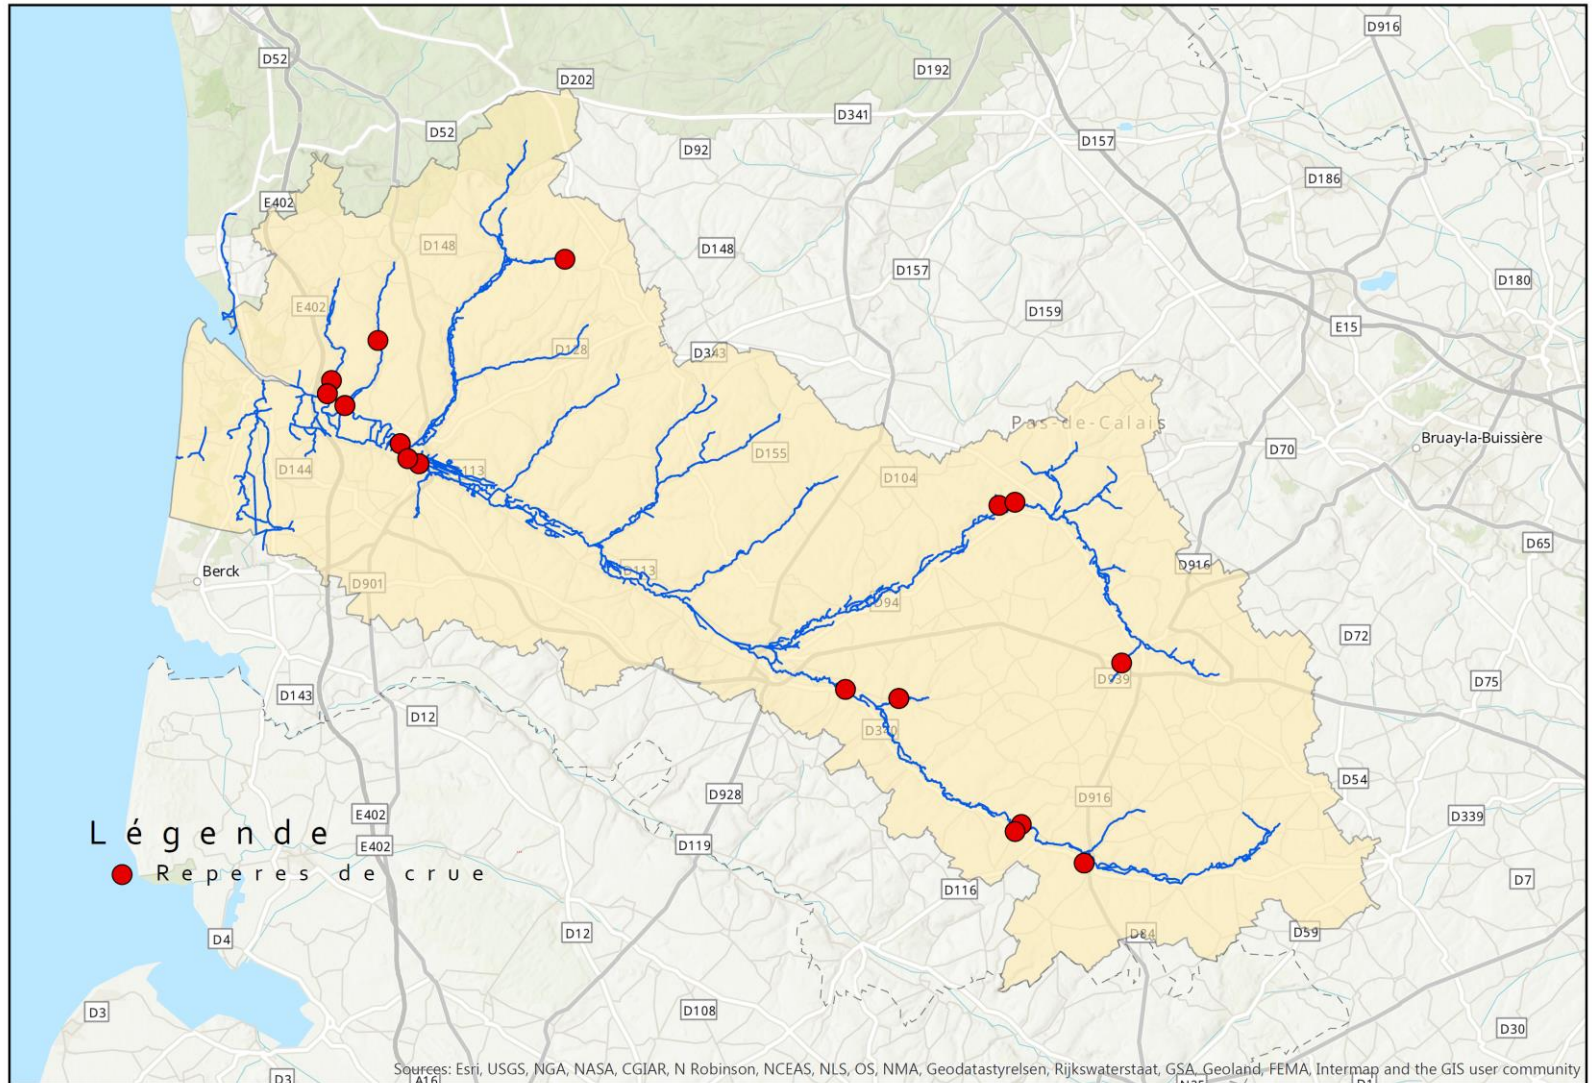 D916
D52
D192
D202
D341
D52
D157
D92
D186
E402
D148
D148
D157
D180
E402
D159
E15
D128
D343
Pas-de-Calais
Bruay-la-Buissière
D70
D155
D144
D113
D104
D65
Berck
D113
D916
D901
D94
D72
D939
D75
D143
D12
D340
D54
D928
D916
E402
D339
Légende
E402
D119
Reperes de crue
D7
D116
D4
D12
D84
D59
D3
D108
D30
Sources: Esri, USGS, NGA, NASA, CGIAR, N Robinson, NCEAS, NLS, OS, NMA, Geodatastyrelsen, Rijkswaterstaat, GSA, Geoland, FEMA, Intermap and the GIS user community
D3
A16
D1